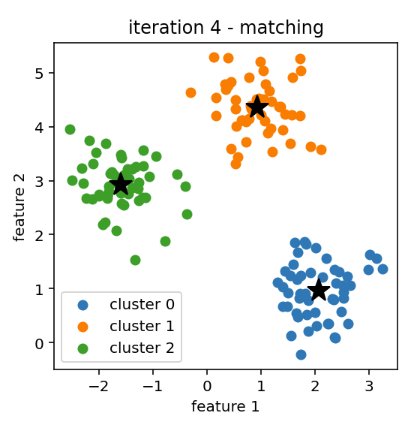 iteration 4 - matching
5
4
3
2
1
0
feature 2
cluster 0
cluster 1
cluster 2
−2
−1
0
1
2
3
feature 1